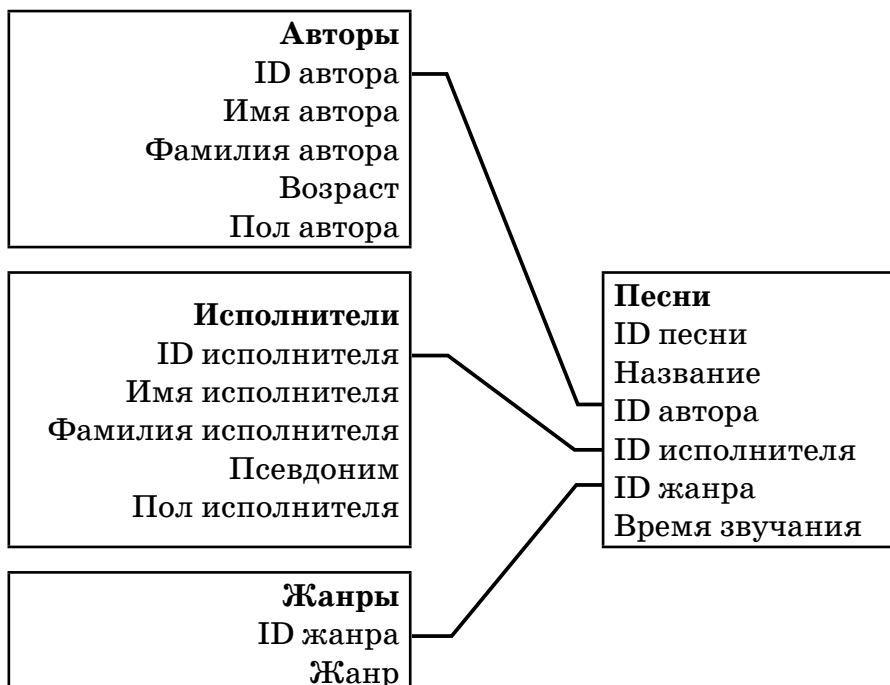 Авторы
ID автора
Имя автора
Фамилия автора
Возраст
Пол автора
Исполнители
ID исполнителя
Имя исполнителя
Фамилия исполнителя
Псевдоним
Пол исполнителя
Жанры
ID жанра
Жанр
Песни
ID песни
Название
ID автора
ID исполнителя
ID жанра
Время звучания